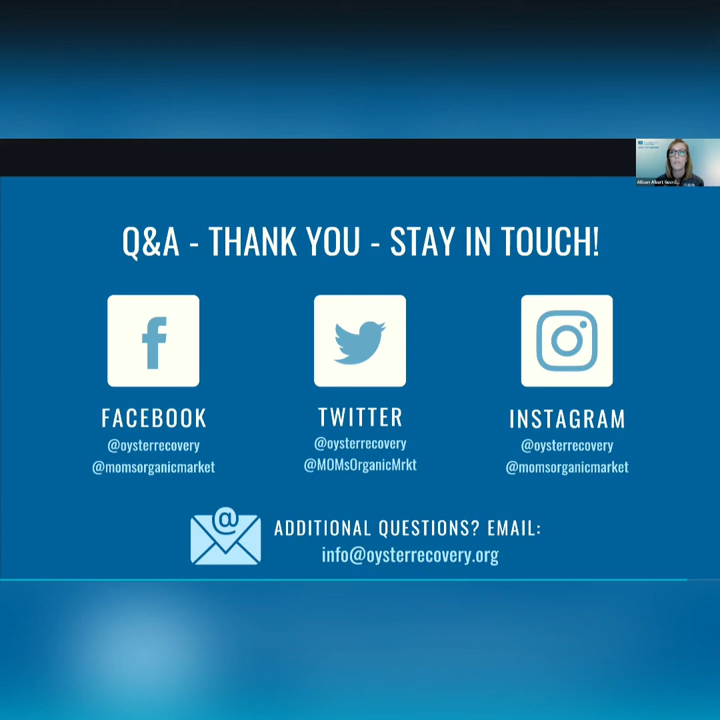 Q&A - THANK YOU - STAY IN TOUCH!
FACEBOOK
@oysterrecovery
@momsorganicmarket
TWITTER
@oysterrecovery
@MOMsOrganicMrkt
INSTAGRAM
@oysterrecovery
@momsorganicmarket
ADDITIONAL QUESTIONS? EMAIL:
info@oysterrecovery.org